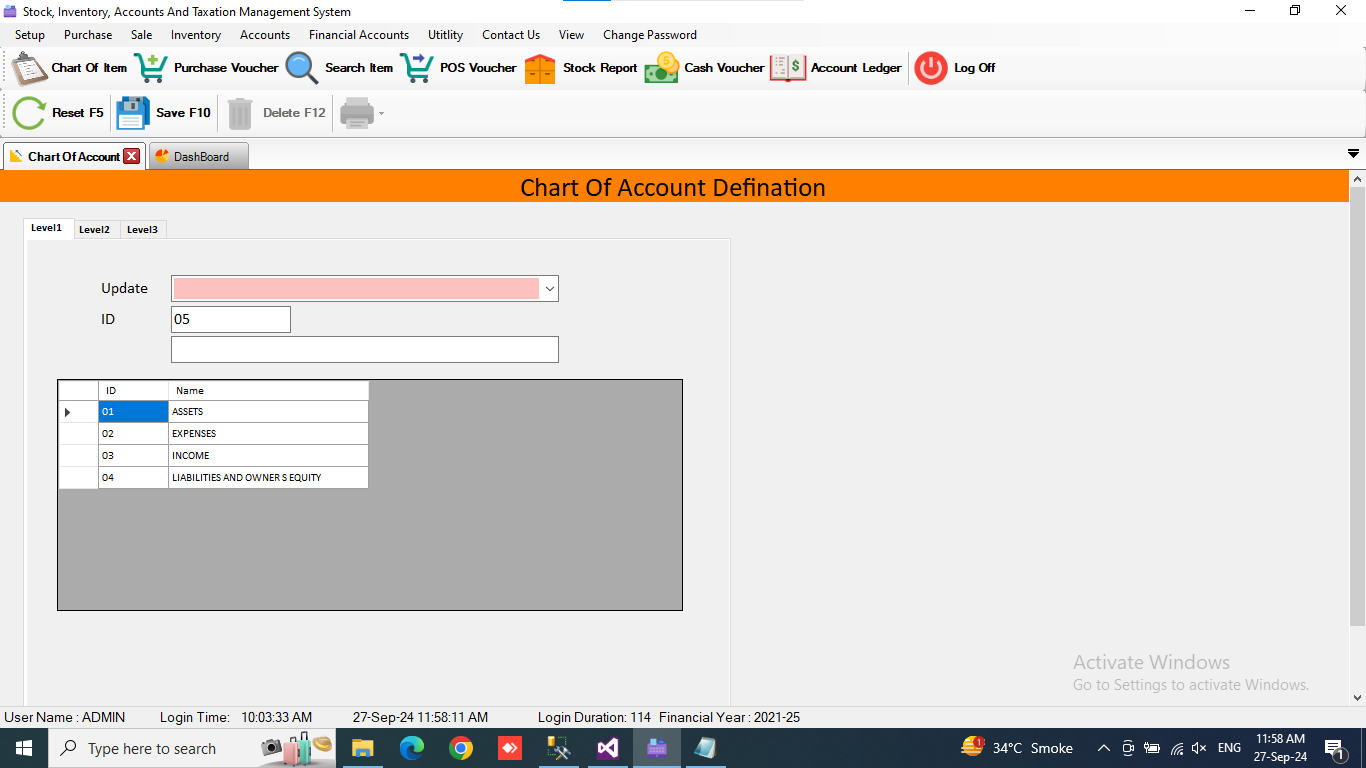 Stock, Inventory, Accounts And Taxation Management System
Setup Purchase Sale Inventory Accounts Financial Accounts Uitility Contact Us View Change Password
Chart Of Item Purchase Voucher Search Item POS Voucher Stock Report Cash Voucher Account Ledger Log Off
Reset F5 Save F10 Delete F12
Chart Of Account DashBoard
Chart Of Account Defination
Level1 Level2 Level3
Update
ID 05
ID Name
01 ASSETS
02 EXPENSES
03 INCOME
04 LIABILITIES AND OWNER S EQUITY
Activate Windows
Go to Settings to activate Windows.
User Name : ADMIN Login Time: 10:03:33 AM 27-Sep-24 11:58:11 AM Login Duration: 114 Financial Year : 2021-25
Type here to search 1 34°C Smoke ENG 11:58 AM
27-Sep-24 1